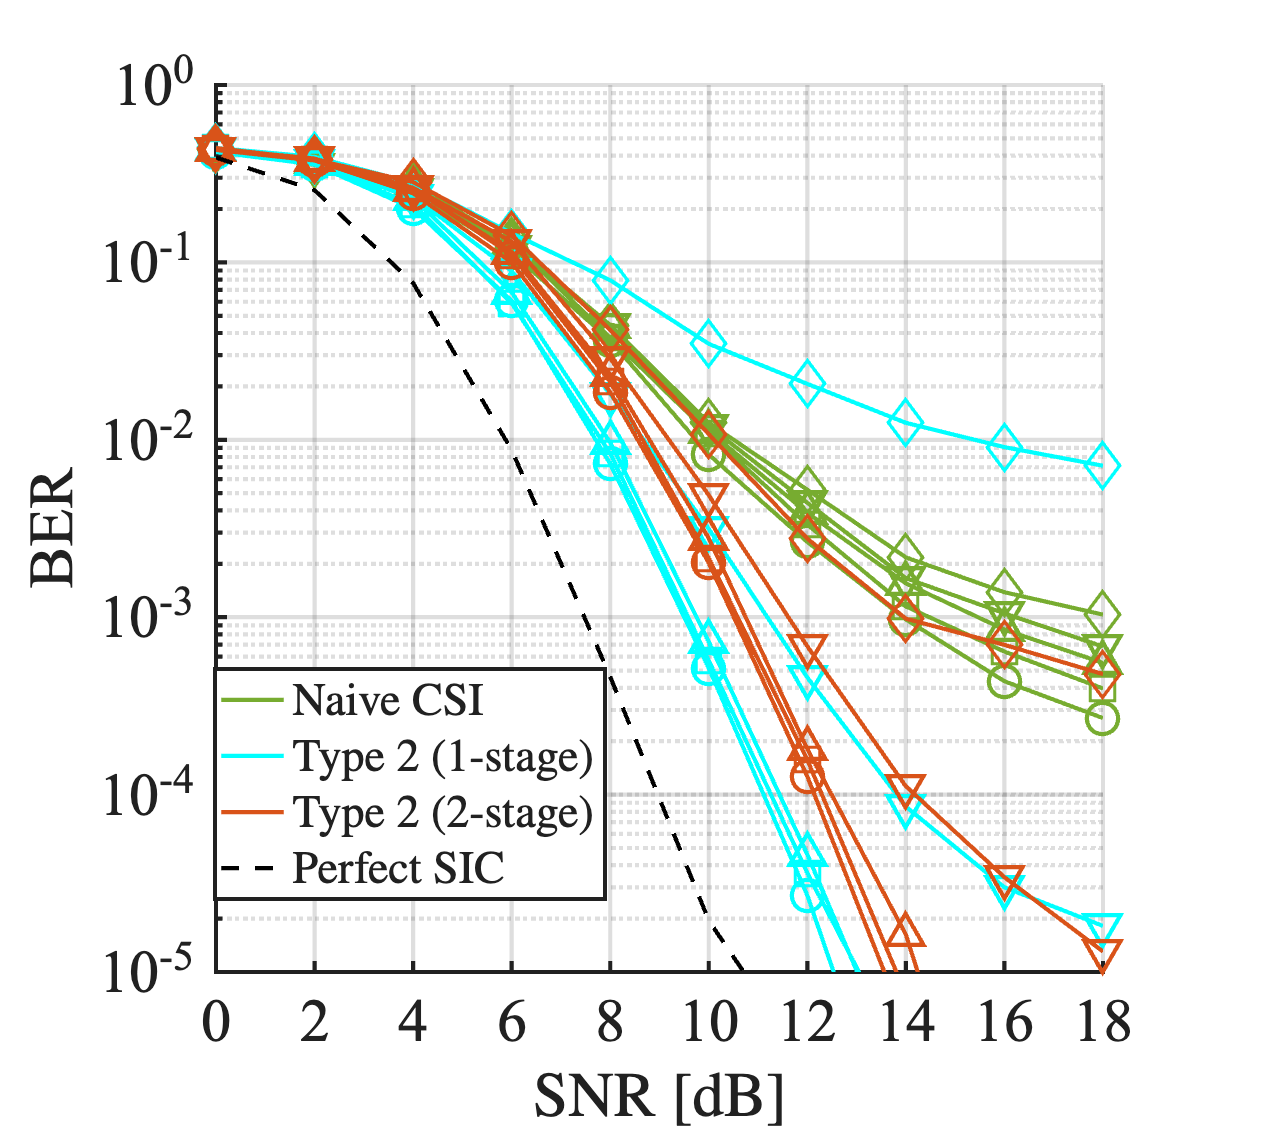 10^0
10^-1
10^-2
10^-3
10^-4
10^-5
BER
Naive CSI
Type 2 (1-stage)
Type 2 (2-stage)
Perfect SIC
0 2 4 6 8 10 12 14 16 18
SNR [dB]